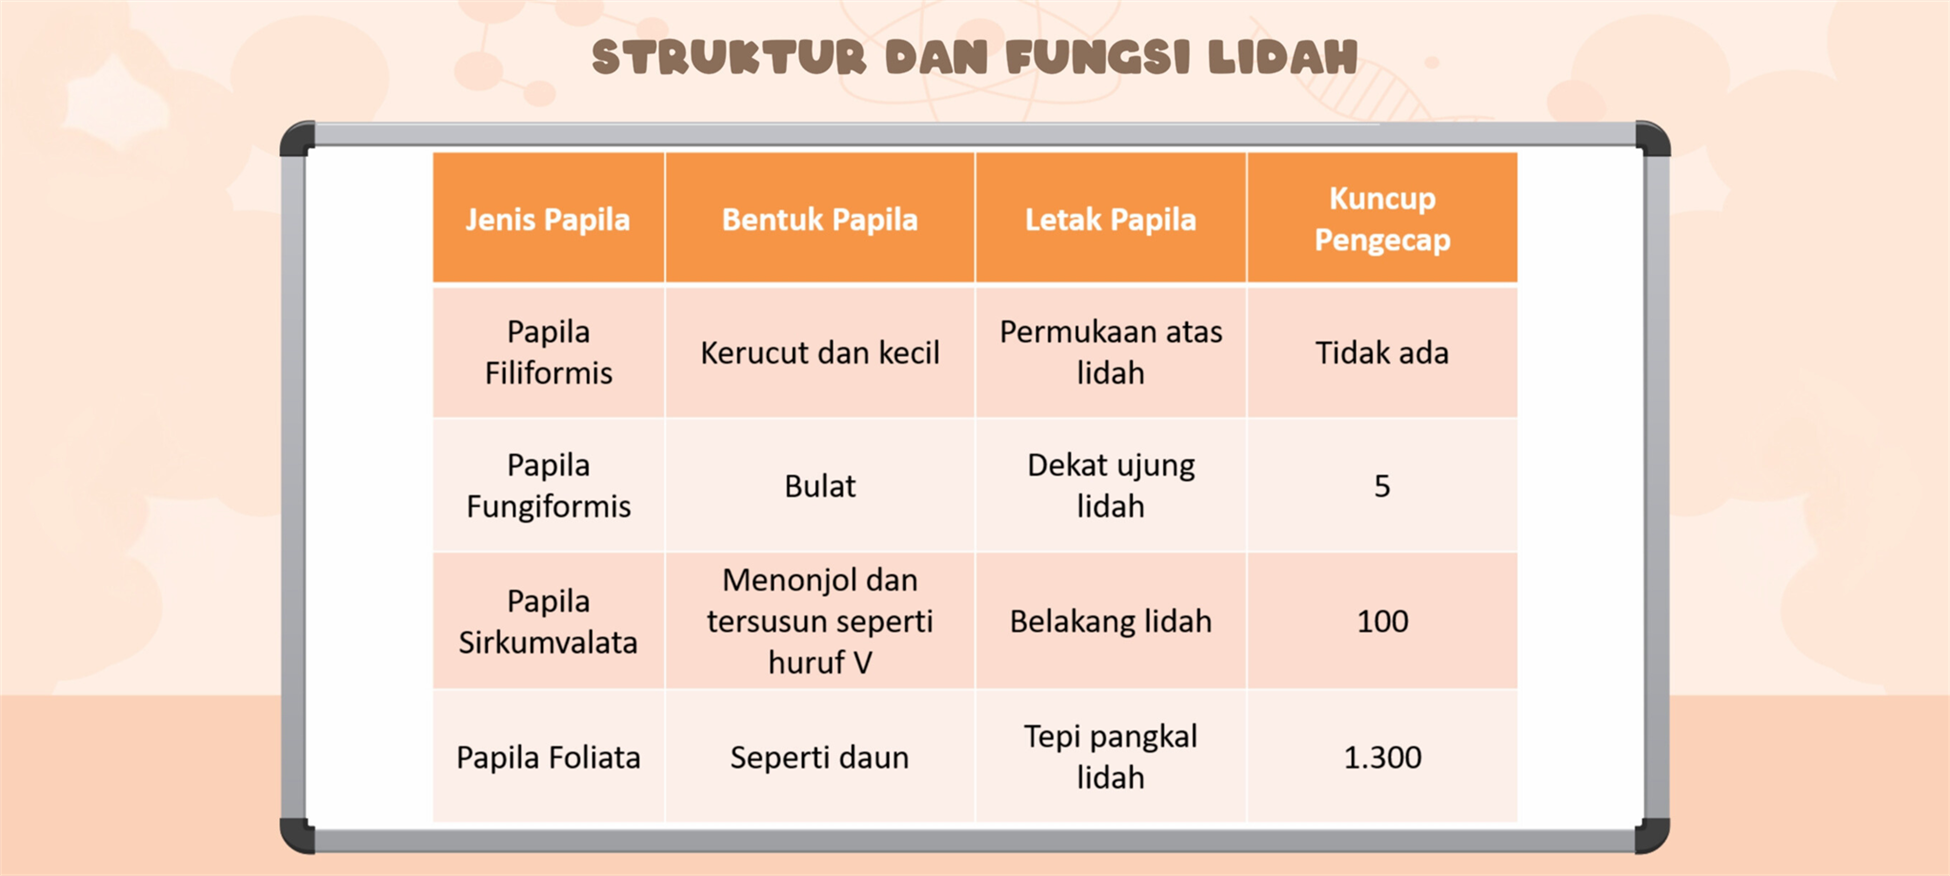 STRUKTUR DAN FUNGSI LIDAH
Jenis Papila
Bentuk Papila
Letak Papila
Kuncup
Pengecap
Papila
Filiformis
Kerucut dan kecil
Permukaan atas
lidah
Tidak ada
Papila
Fungiformis
Bulat
Dekat ujung
lidah
5
Papila
Sirkumvalata
Menonjol dan
tersusun seperti
huruf V
Belakang lidah
100
Papila Foliata
Seperti daun
Tepi pangkal
lidah
1.300